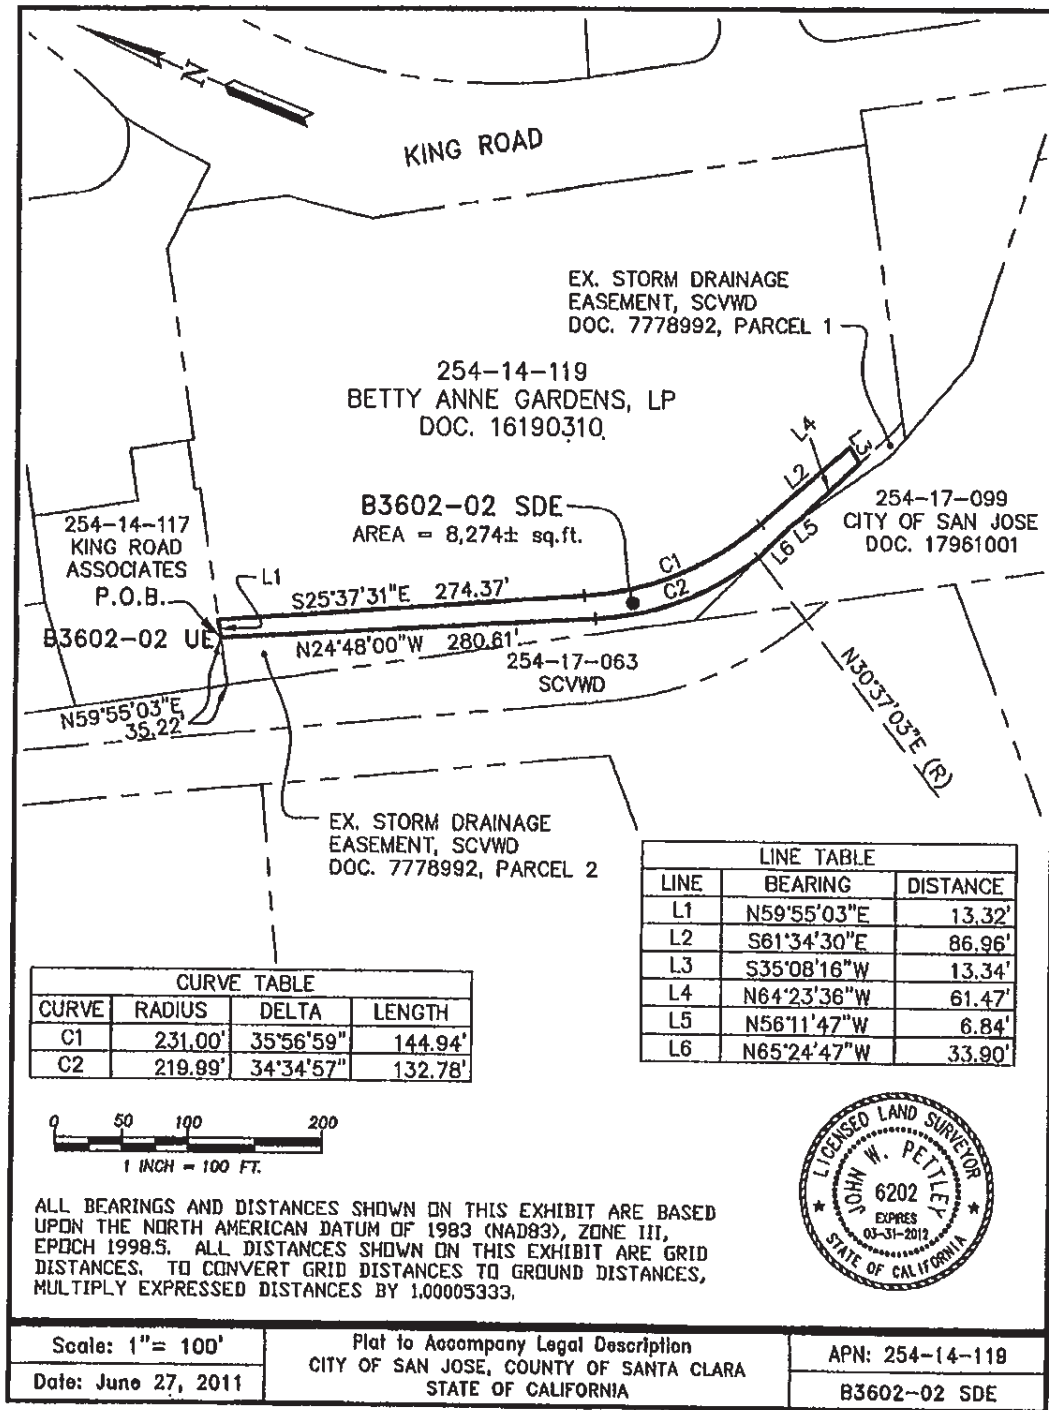 N
KING ROAD
EX. STORM DRAINAGE
EASEMENT, SCVWD
DOC. 7778992, PARCEL 1
254-14-119
BETTY ANNE GARDENS, LP
DOC. 16190310
L4
L3
L2
B3602-02 SDE
AREA = 8,274± sq.ft.
254-17-099
CITY OF SAN JOSE
DOC. 17961001
254-14-117
KING ROAD
ASSOCIATES
P.O.B.
L1
C1
C2
L6
L5
S25°37'31"E 274.37'
B3602-02 UE
N24°48'00"W 280.61'
254-17-063
SCVWD
N59°55'03"E
35.22'
N30°37'03"E (R)
EX. STORM DRAINAGE
EASEMENT, SCVWD
DOC. 7778992, PARCEL 2
LINE TABLE
LINE BEARING DISTANCE
L1 N59°55'03"E 13.32'
L2 S61°34'30"E 86.96'
L3 S35°08'16"W 13.34'
L4 N64°23'36"W 61.47'
L5 N56°11'47"W 6.84'
L6 N65°24'47"W 33.90'
CURVE TABLE
CURVE RADIUS DELTA LENGTH
C1 231.00' 35°56'59" 144.94'
C2 219.99' 34°34'57" 132.78'
0 50 100 200
1 INCH = 100 FT.
LICENSED LAND SURVEYOR
JOHN W. PETTLEY
6202
EXPIRES
03-31-2012
STATE OF CALIFORNIA
ALL BEARINGS AND DISTANCES SHOWN ON THIS EXHIBIT ARE BASED
UPON THE NORTH AMERICAN DATUM OF 1983 (NAD83), ZONE III,
EPOCH 1998.5. ALL DISTANCES SHOWN ON THIS EXHIBIT ARE GRID
DISTANCES. TO CONVERT GRID DISTANCES TO GROUND DISTANCES,
MULTIPLY EXPRESSED DISTANCES BY 1.00005333.
Scale: 1"= 100'
Date: June 27, 2011
Plat to Accompany Legal Description
CITY OF SAN JOSE, COUNTY OF SANTA CLARA
STATE OF CALIFORNIA
APN: 254-14-119
B3602-02 SDE